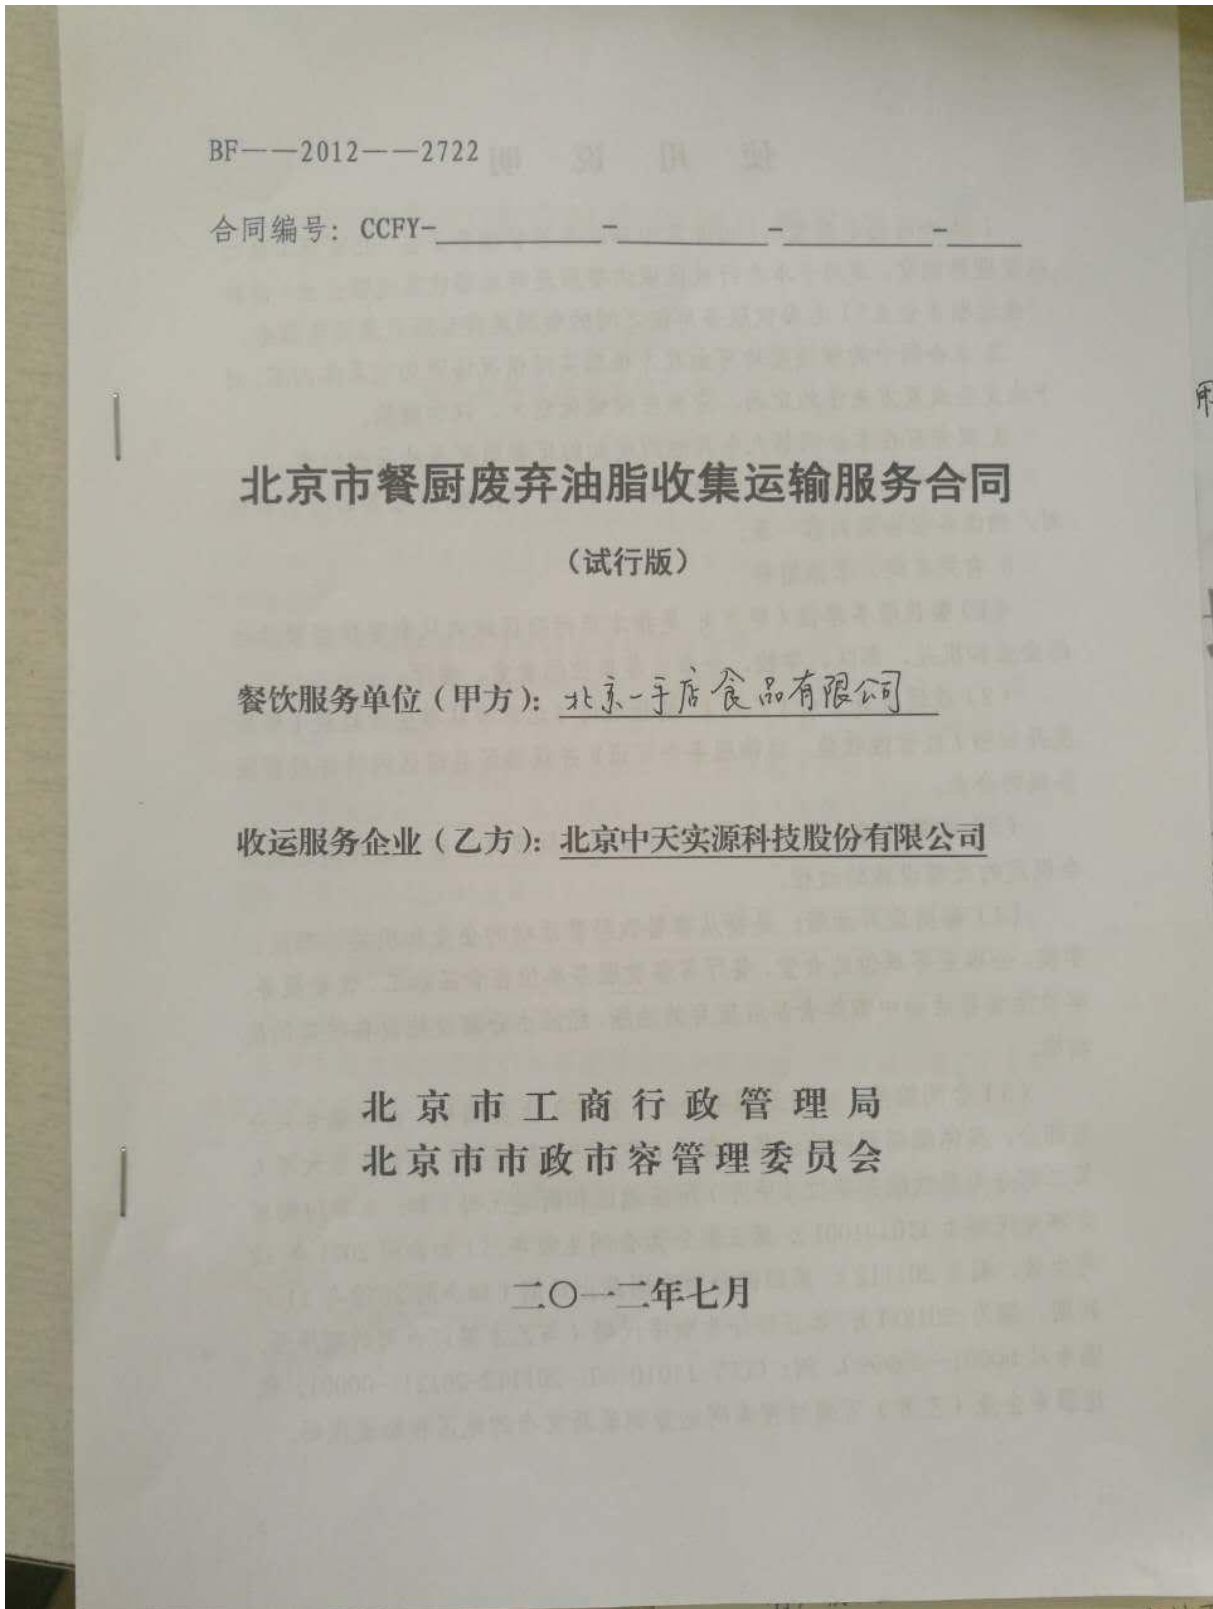 BF——2012——2722
合同编号：CCFY-________-________-________-____
北京市餐厨废弃油脂收集运输服务合同
（试行版）
餐饮服务单位（甲方）：北京一手店食品有限公司
收运服务企业（乙方）：北京中天实源科技股份有限公司
北京市工商行政管理局
北京市市政市容管理委员会
二〇一二年七月